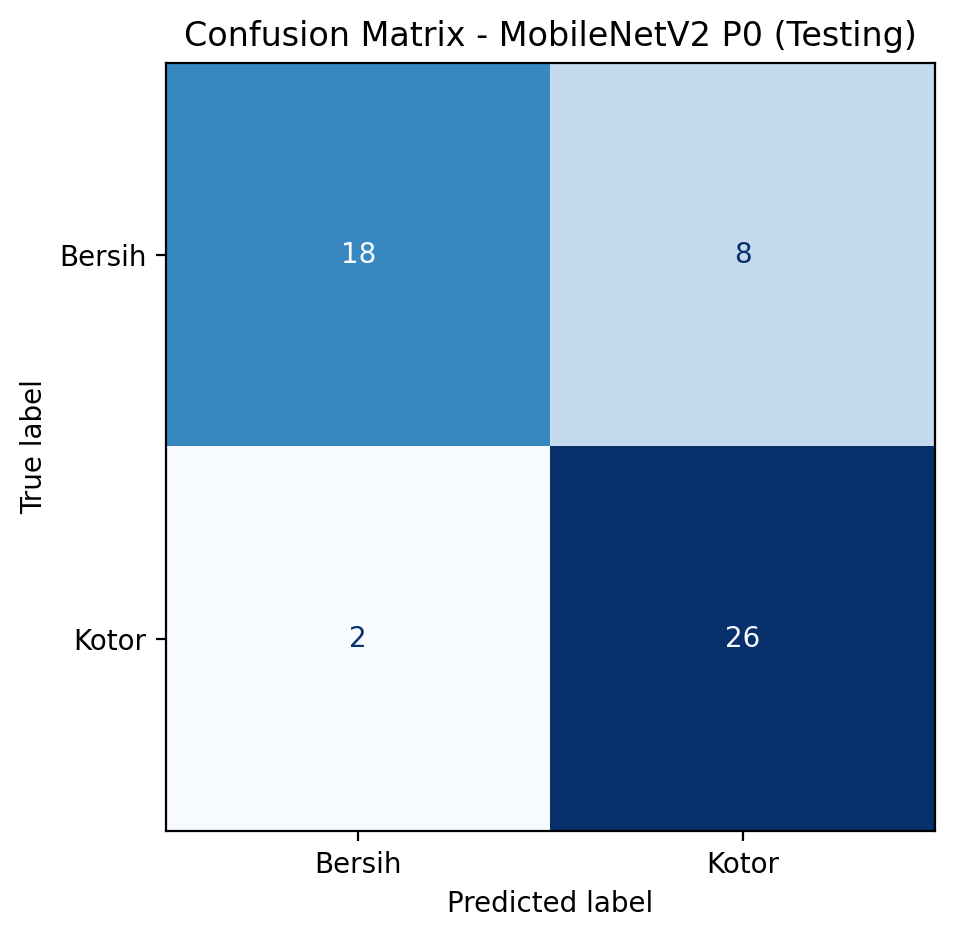 Confusion Matrix - MobileNetV2 P0 (Testing)
Bersih
18
8
True label
Kotor
2
26
Bersih
Kotor
Predicted label